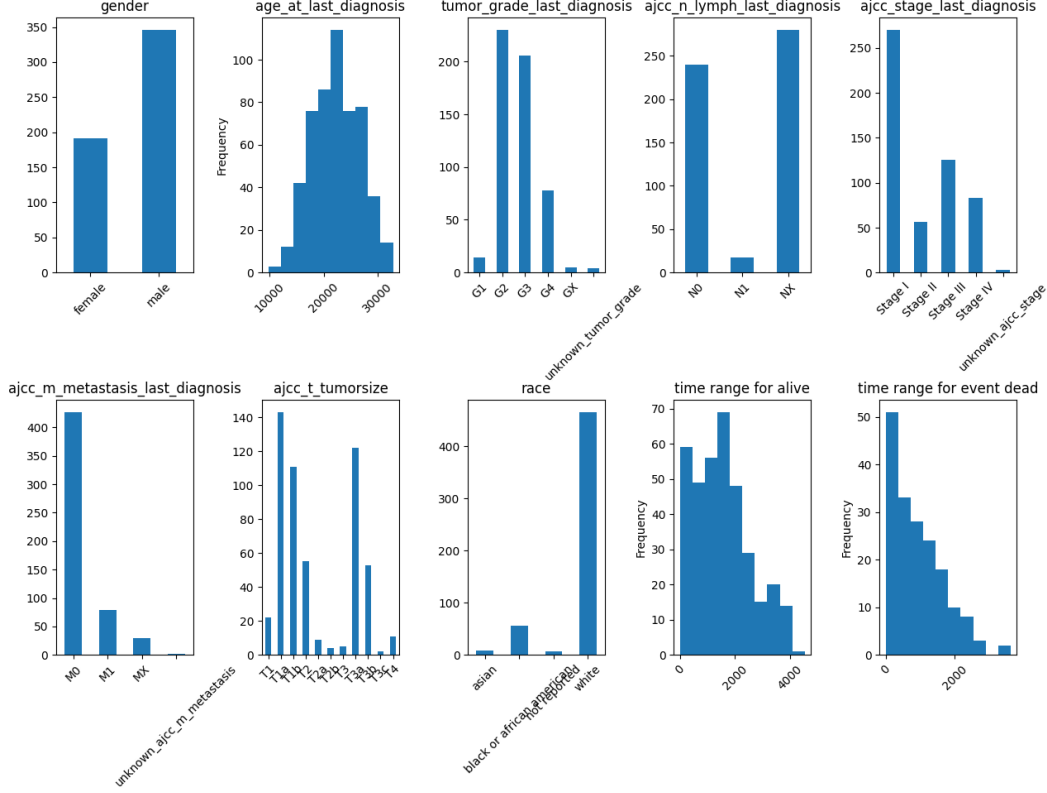 gender
350
300
250
200
150
100
50
0
female
male
age_at_last_diagnosis
Frequency
100
80
60
40
20
0
10000
20000
30000
tumor_grade_last_diagnosis
200
150
100
50
0
G1
G2
G3
G4
GX
unknown_tumor_grade
ajcc_n_lymph_last_diagnosis
250
200
150
100
50
0
N0
N1
NX
ajcc_stage_last_diagnosis
250
200
150
100
50
0
Stage I
Stage II
Stage III
Stage IV
unknown_ajcc_stage
ajcc_m_metastasis_last_diagnosis
400
350
300
250
200
150
100
50
0
M0
M1
MX
unknown_ajcc_m_metastasis
ajcc_t_tumorsize
140
120
100
80
60
40
20
0
T1
T1a
T1b
T2
T2a
T2b
T3
T3a
T3b
T3c
T4
race
400
300
200
100
0
asian
black or african american
not reported
white
time range for alive
Frequency
70
60
50
40
30
20
10
0
0
2000
4000
time range for event dead
Frequency
50
40
30
20
10
0
0
2000